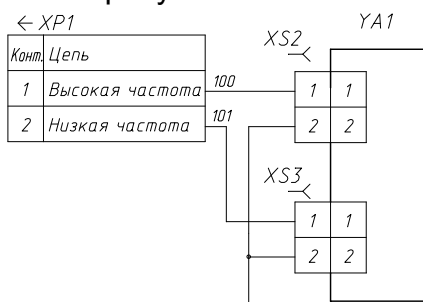 ← XP1
Конт. Цепь
1 Высокая частота 100
2 Низкая частота 101
XS2
YA1
1 1
2 2
XS3
1 1
2 2